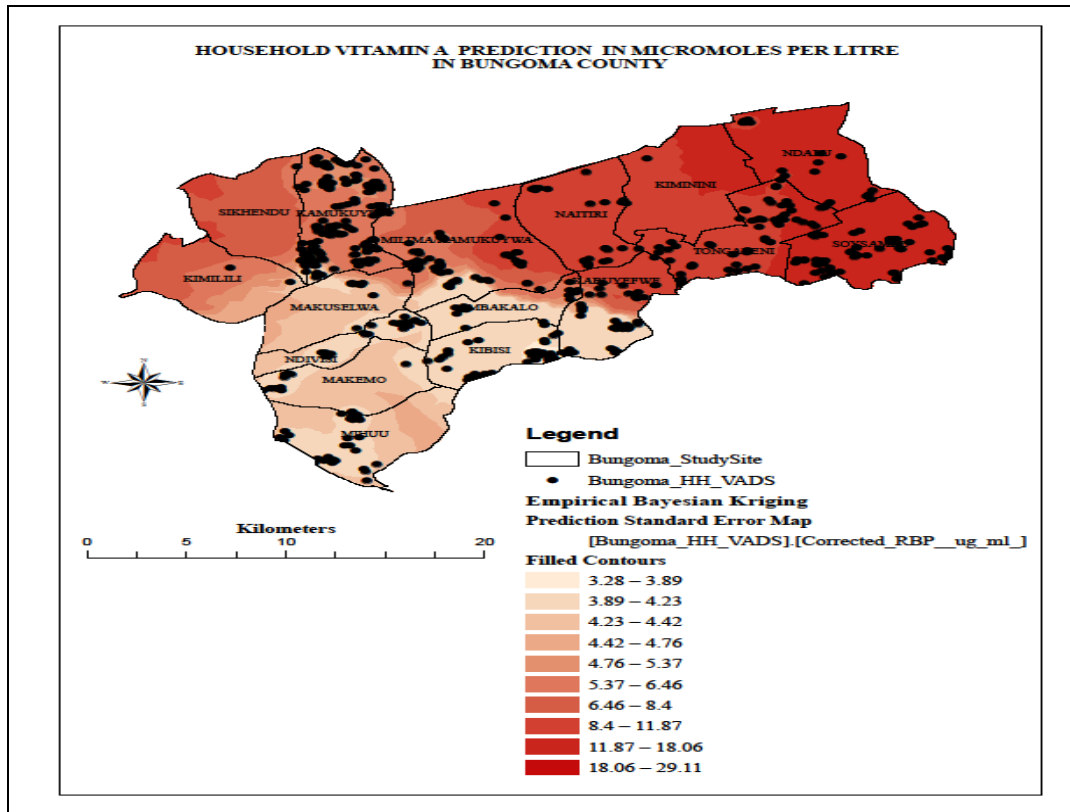 HOUSEHOLD VITAMIN A PREDICTION IN MICROMOLES PER LITRE
IN BUNGOMA COUNTY
NDALU
KIMININI
SIKHENDU
KAMUKUYWA
NAITIRI
MILIMA
KAMUKUYWA
SOYSAMBU
TONGARENI
KIMILILI
KABUYEFWE
MAKUSELWA
MBAKALO
KIBISI
NDIVISI
MAKEMO
MIHUU
N
W
E
S
Legend
Bungoma_StudySite
Bungoma_HH_VADS
Empirical Bayesian Kriging
Prediction Standard Error Map
[Bungoma_HH_VADS].[Corrected_RBP__ug_ml_]
Filled Contours
3.28 – 3.89
3.89 – 4.23
4.23 – 4.42
4.42 – 4.76
4.76 – 5.37
5.37 – 6.46
6.46 – 8.4
8.4 – 11.87
11.87 – 18.06
18.06 – 29.11
Kilometers
0 5 10 20